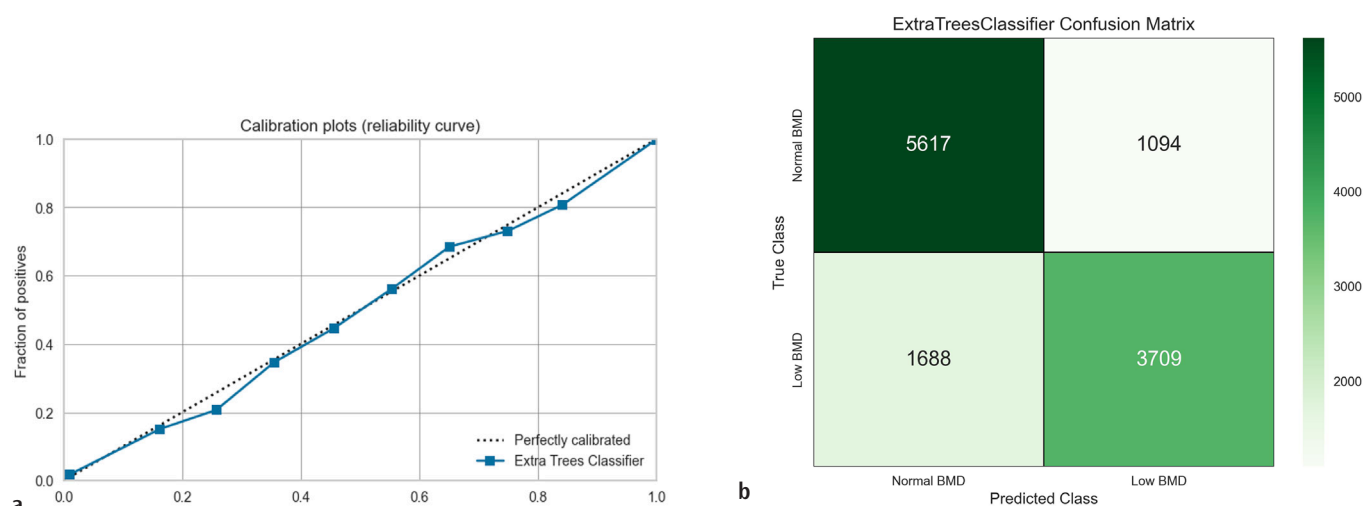 Calibration plots (reliability curve)
Fraction of positives
1.0
0.8
0.6
0.4
0.2
0.0
0.0 0.2 0.4 0.6 0.8 1.0
Perfectly calibrated
Extra Trees Classifier
a
ExtraTreesClassifier Confusion Matrix
True Class
Normal BMD
Low BMD
5617 1094
1688 3709
Normal BMD Low BMD
Predicted Class
5000
4000
3000
2000
b